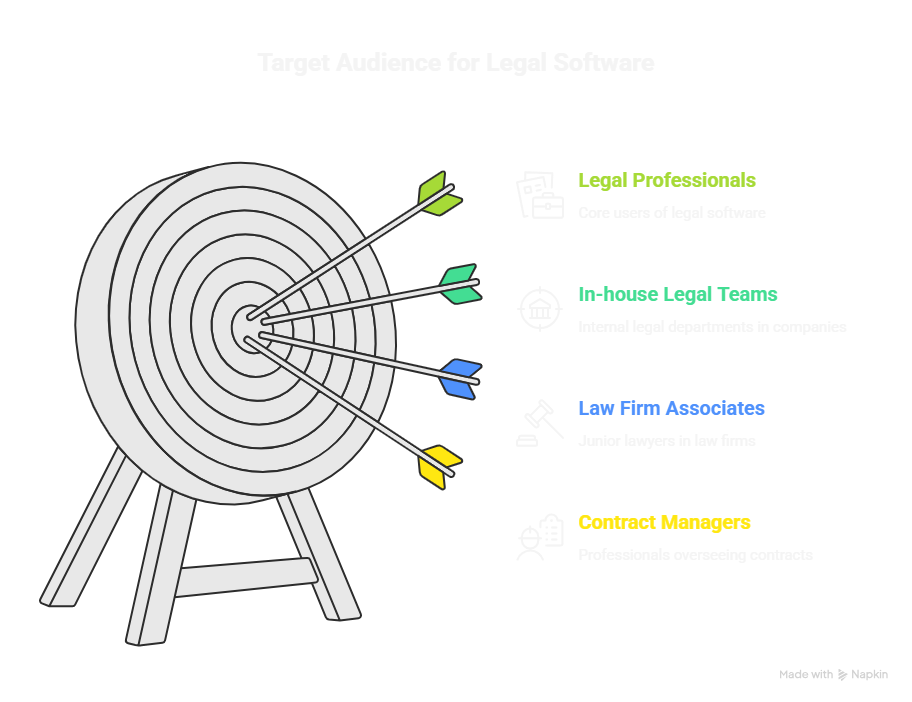 Target Audience for Legal Software
Legal Professionals
Core users of legal software
In-house Legal Teams
Internal legal departments in companies
Law Firm Associates
Junior lawyers in law firms
Contract Managers
Professionals overseeing contracts
Made with Napkin